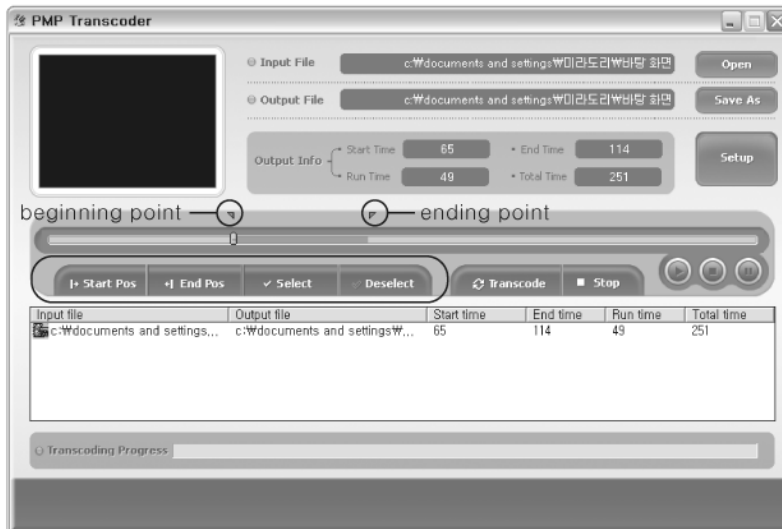 PMP Transcoder
Input File c:₩documents and settings₩미라도리₩바탕 화면 Open
Output File c:₩documents and settings₩미라도리₩바탕 화면 Save As
Output Info Start Time 65 End Time 114 Setup
Run Time 49 Total Time 251
beginning point ending point
Start Pos End Pos Select Deselect Transcode Stop
Input file Output file Start time End time Run time Total time
c:₩documents and settings... c:₩documents and settings₩... 65 114 49 251
Transcoding Progress